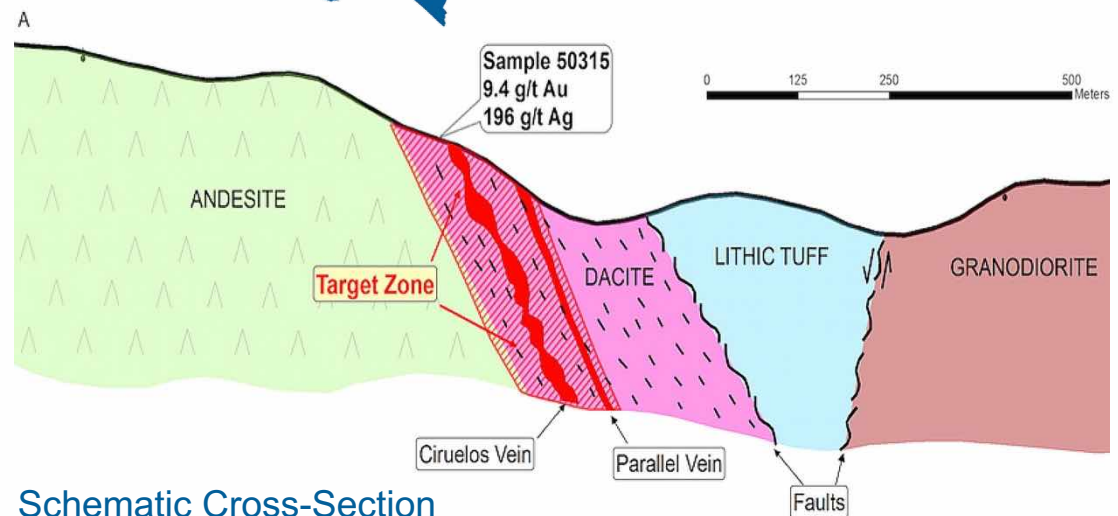 A
Sample 50315
9.4 g/t Au
196 g/t Ag
0 125 250 500
Meters
ANDESITE
Target Zone
DACITE
LITHIC TUFF
GRANODIORITE
Ciruelos Vein
Parallel Vein
Faults
Schematic Cross-Section